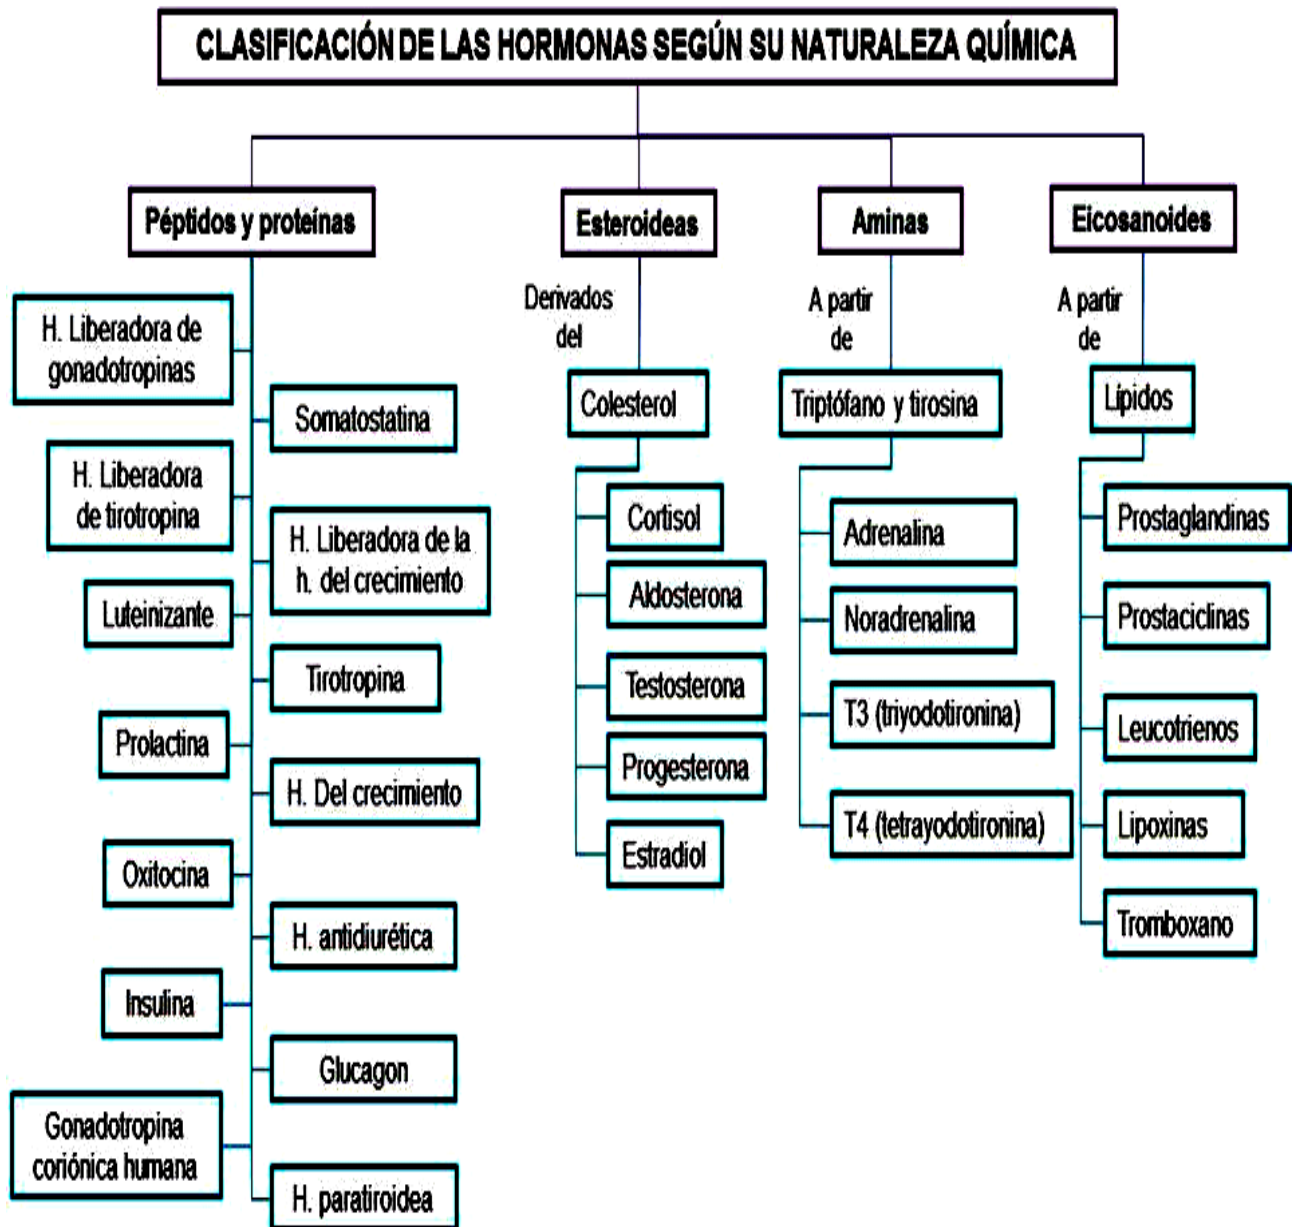 CLASIFICACIÓN DE LAS HORMONAS SEGÚN SU NATURALEZA QUÍMICA
Péptidos y proteínas
H. Liberadora de
gonadotropinas
Somatostatina
H. Liberadora
de tirotropina
H. Liberadora de la
h. del crecimiento
Luteinizante
Tirotropina
Prolactina
H. Del crecimiento
Oxitocina
H. antidiurética
Insulina
Glucagon
Gonadotropina
coriónica humana
H. paratiroidea
Esteroideas
Derivados
del
Colesterol
Cortisol
Aldosterona
Testosterona
Progesterona
Estradiol
Aminas
A partir
de
Triptófano y tirosina
Adrenalina
Noradrenalina
T3 (triyodotironina)
T4 (tetrayodotironina)
Eicosanoides
A partir
de
Lípidos
Prostaglandinas
Prostaciclinas
Leucotrienos
Lipoxinas
Tromboxano